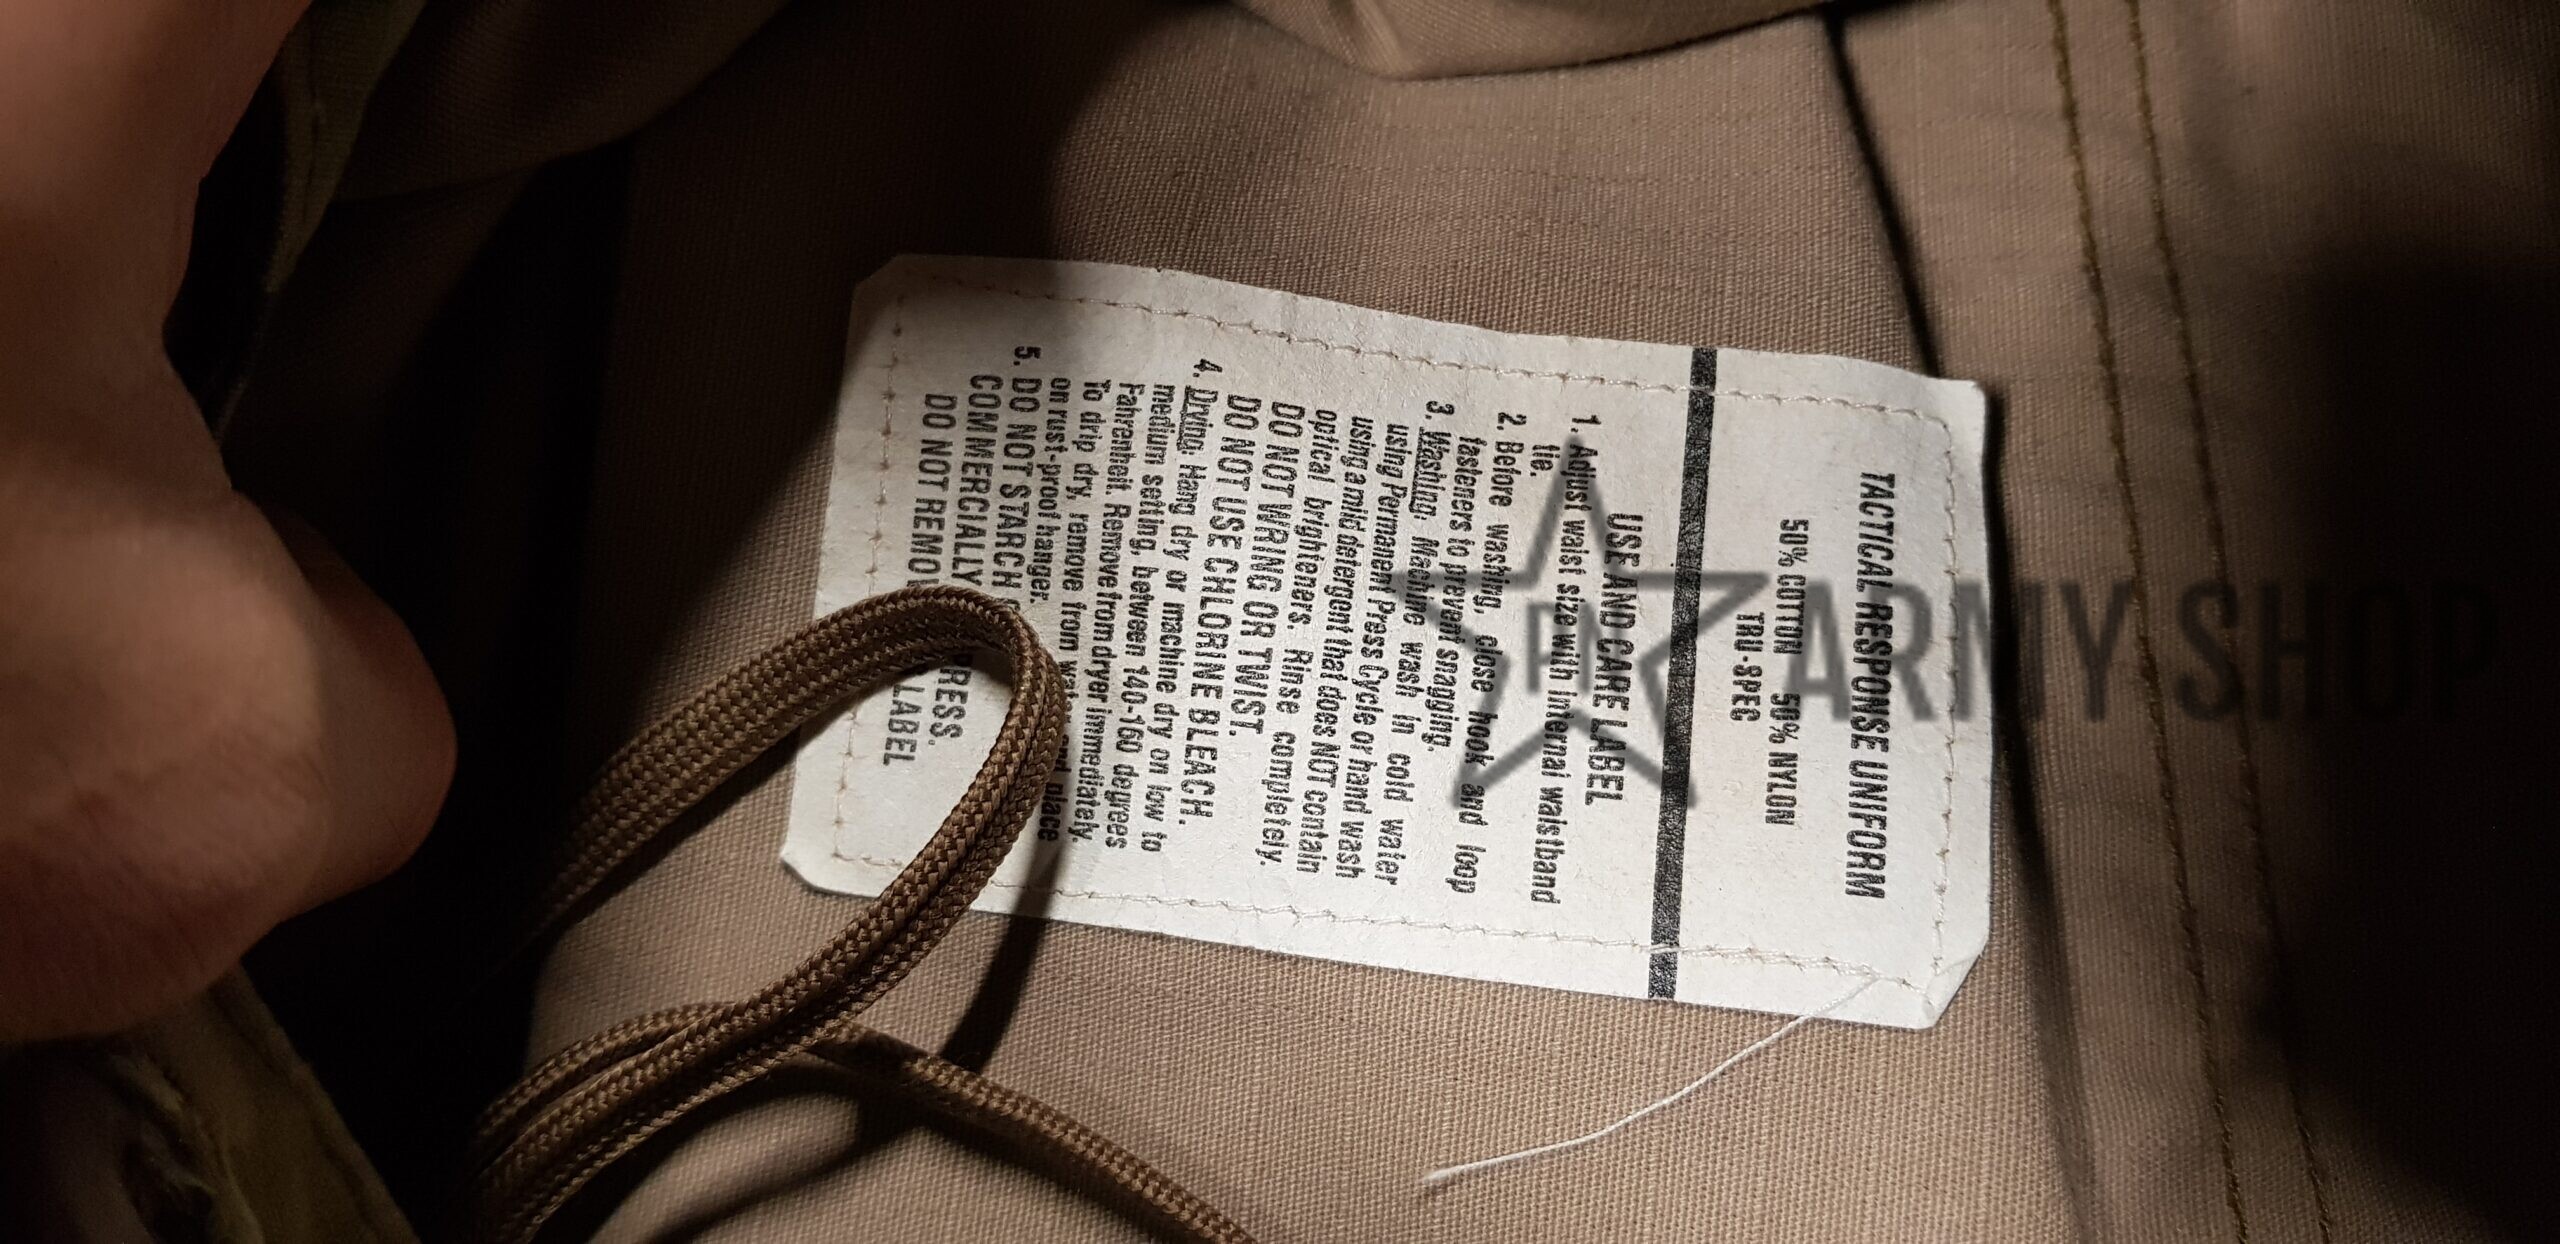 TACTICAL RESPONSE UNIFORM
50% COTTON 50% NYLON
TRU-SPEC
USE AND CARE LABEL
1. Adjust waist size with internal waistband
tie.
2. Before washing, close hook and loop
fasteners to prevent snagging.
3. Washing: Machine wash in cold water
using Permanent Press Cycle or hand wash
using a mild detergent that does NOT contain
optical brighteners. Rinse completely.
DO NOT WRING OR TWIST.
DO NOT USE CHLORINE BLEACH.
4. Drying: Hang dry or machine dry on low to
medium setting, between 140-160 degrees
Fahrenheit. Remove from dryer immediately.
To drip dry, remove from water and place
on rust-proof hanger.
5. DO NOT STARCH PRESS.
COMMERCIALLY
DO NOT REMOVE LABEL
ARMY SHOP